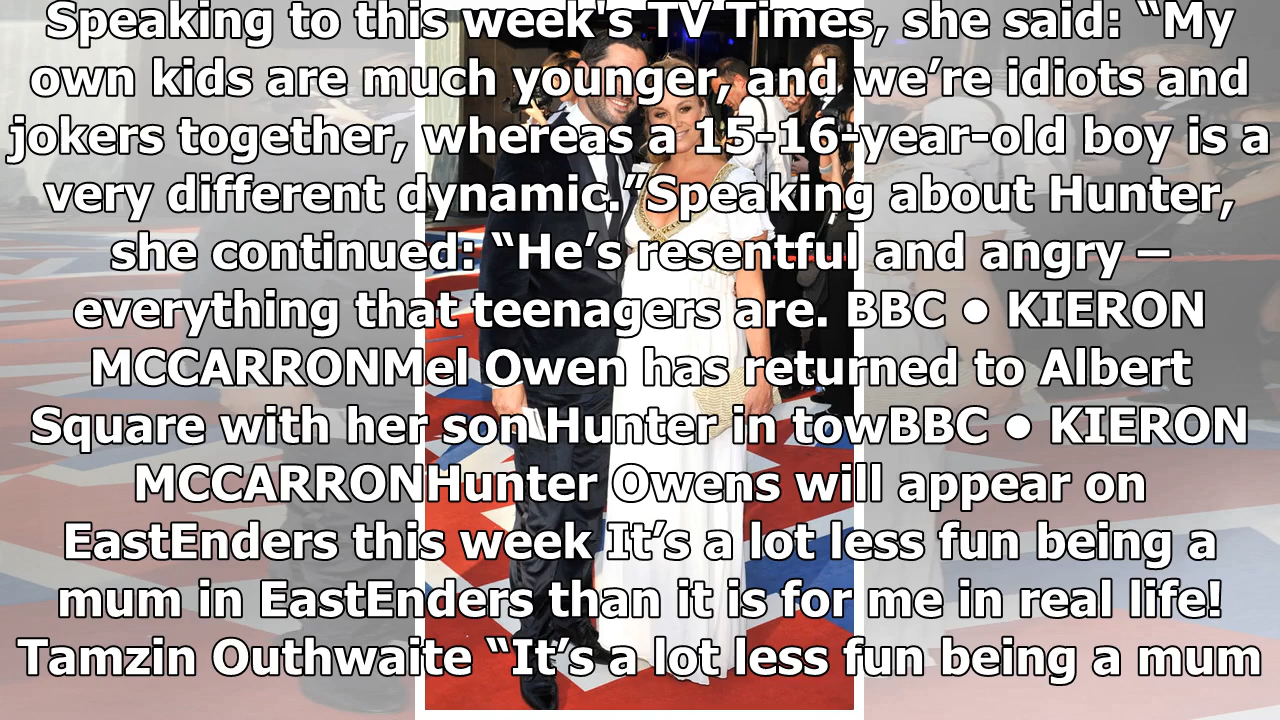 Speaking to this week's TV Times, she said: “My
own kids are much younger, and we’re idiots and
jokers together, whereas a 15-16-year-old boy is a
very different dynamic.”Speaking about Hunter,
she continued: “He’s resentful and angry –
everything that teenagers are. BBC • KIERON
MCCARRONMel Owen has returned to Albert
Square with her son Hunter in towBBC • KIERON
MCCARRONHunter Owens will appear on
EastEnders this week It’s a lot less fun being a
mum in EastEnders than it is for me in real life!
Tamzin Outhwaite “It’s a lot less fun being a mum